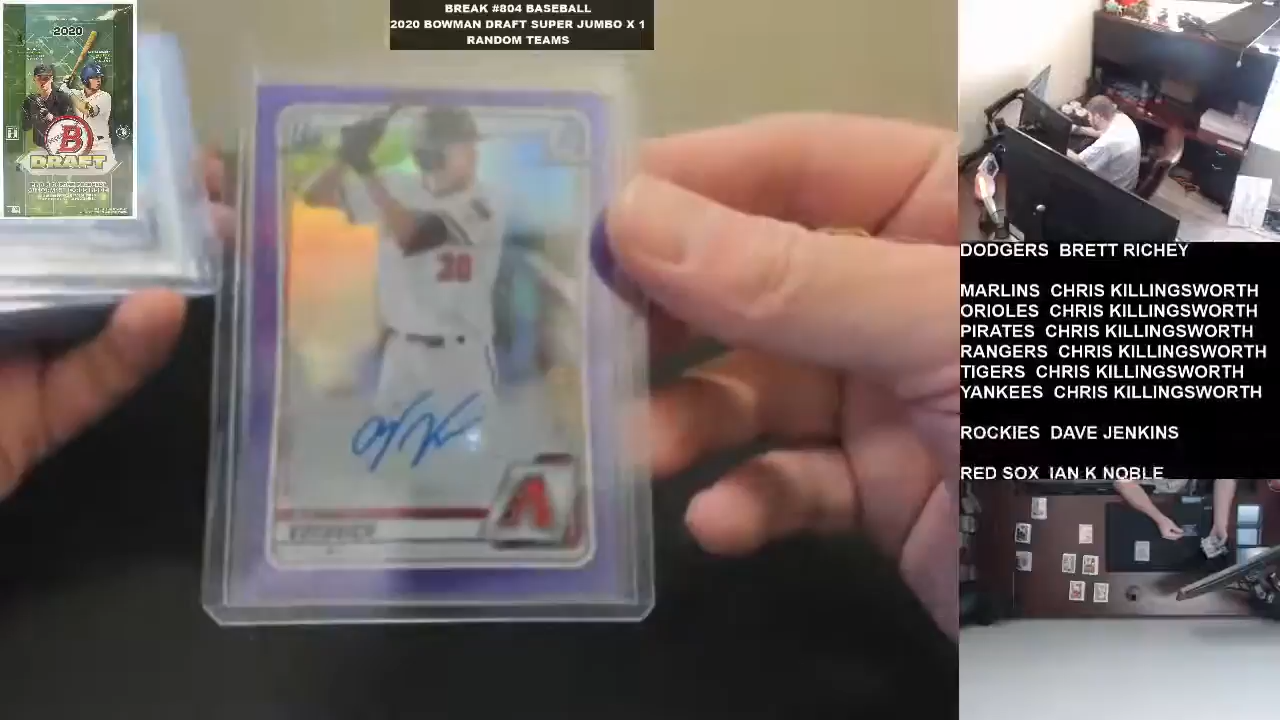 BREAK #804 BASEBALL
2020 BOWMAN DRAFT SUPER JUMBO X 1
RANDOM TEAMS
2020
B
DRAFT
38
A
DODGERS BRETT RICHEY
MARLINS CHRIS KILLINGSWORTH
ORIOLES CHRIS KILLINGSWORTH
PIRATES CHRIS KILLINGSWORTH
RANGERS CHRIS KILLINGSWORTH
TIGERS CHRIS KILLINGSWORTH
YANKEES CHRIS KILLINGSWORTH
ROCKIES DAVE JENKINS
RED SOX IAN K NOBLE